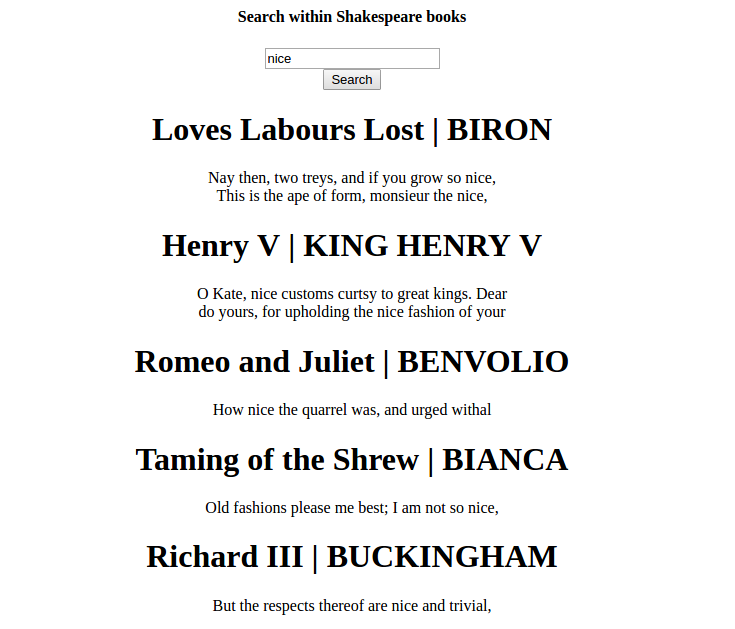 Search within Shakespeare books
nice
Search
Loves Labours Lost | BIRON
Nay then, two treys, and if you grow so nice,
This is the ape of form, monsieur the nice,
Henry V | KING HENRY V
O Kate, nice customs curtsy to great kings. Dear
do yours, for upholding the nice fashion of your
Romeo and Juliet | BENVOLIO
How nice the quarrel was, and urged withal
Taming of the Shrew | BIANCA
Old fashions please me best; I am not so nice,
Richard III | BUCKINGHAM
But the respects thereof are nice and trivial,